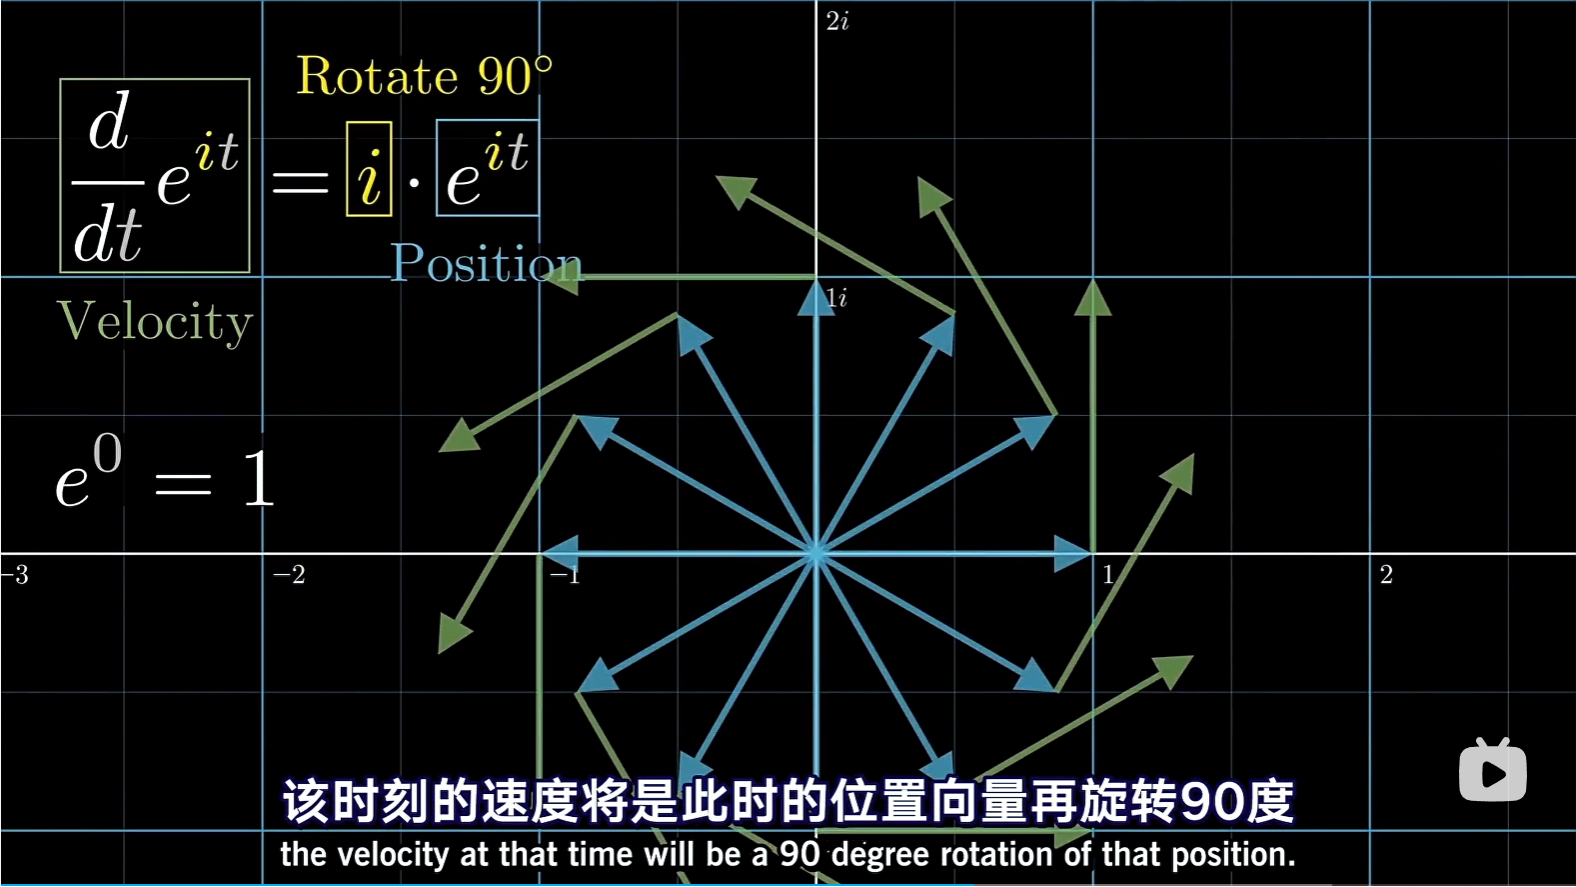 2i
Rotate 90°
d/dt e^{it} = i · e^{it}
Position
1i
Velocity
e^0 = 1
−3
−2
−1
1
2
该时刻的速度将是此时的位置向量再旋转90度
the velocity at that time will be a 90 degree rotation of that position.